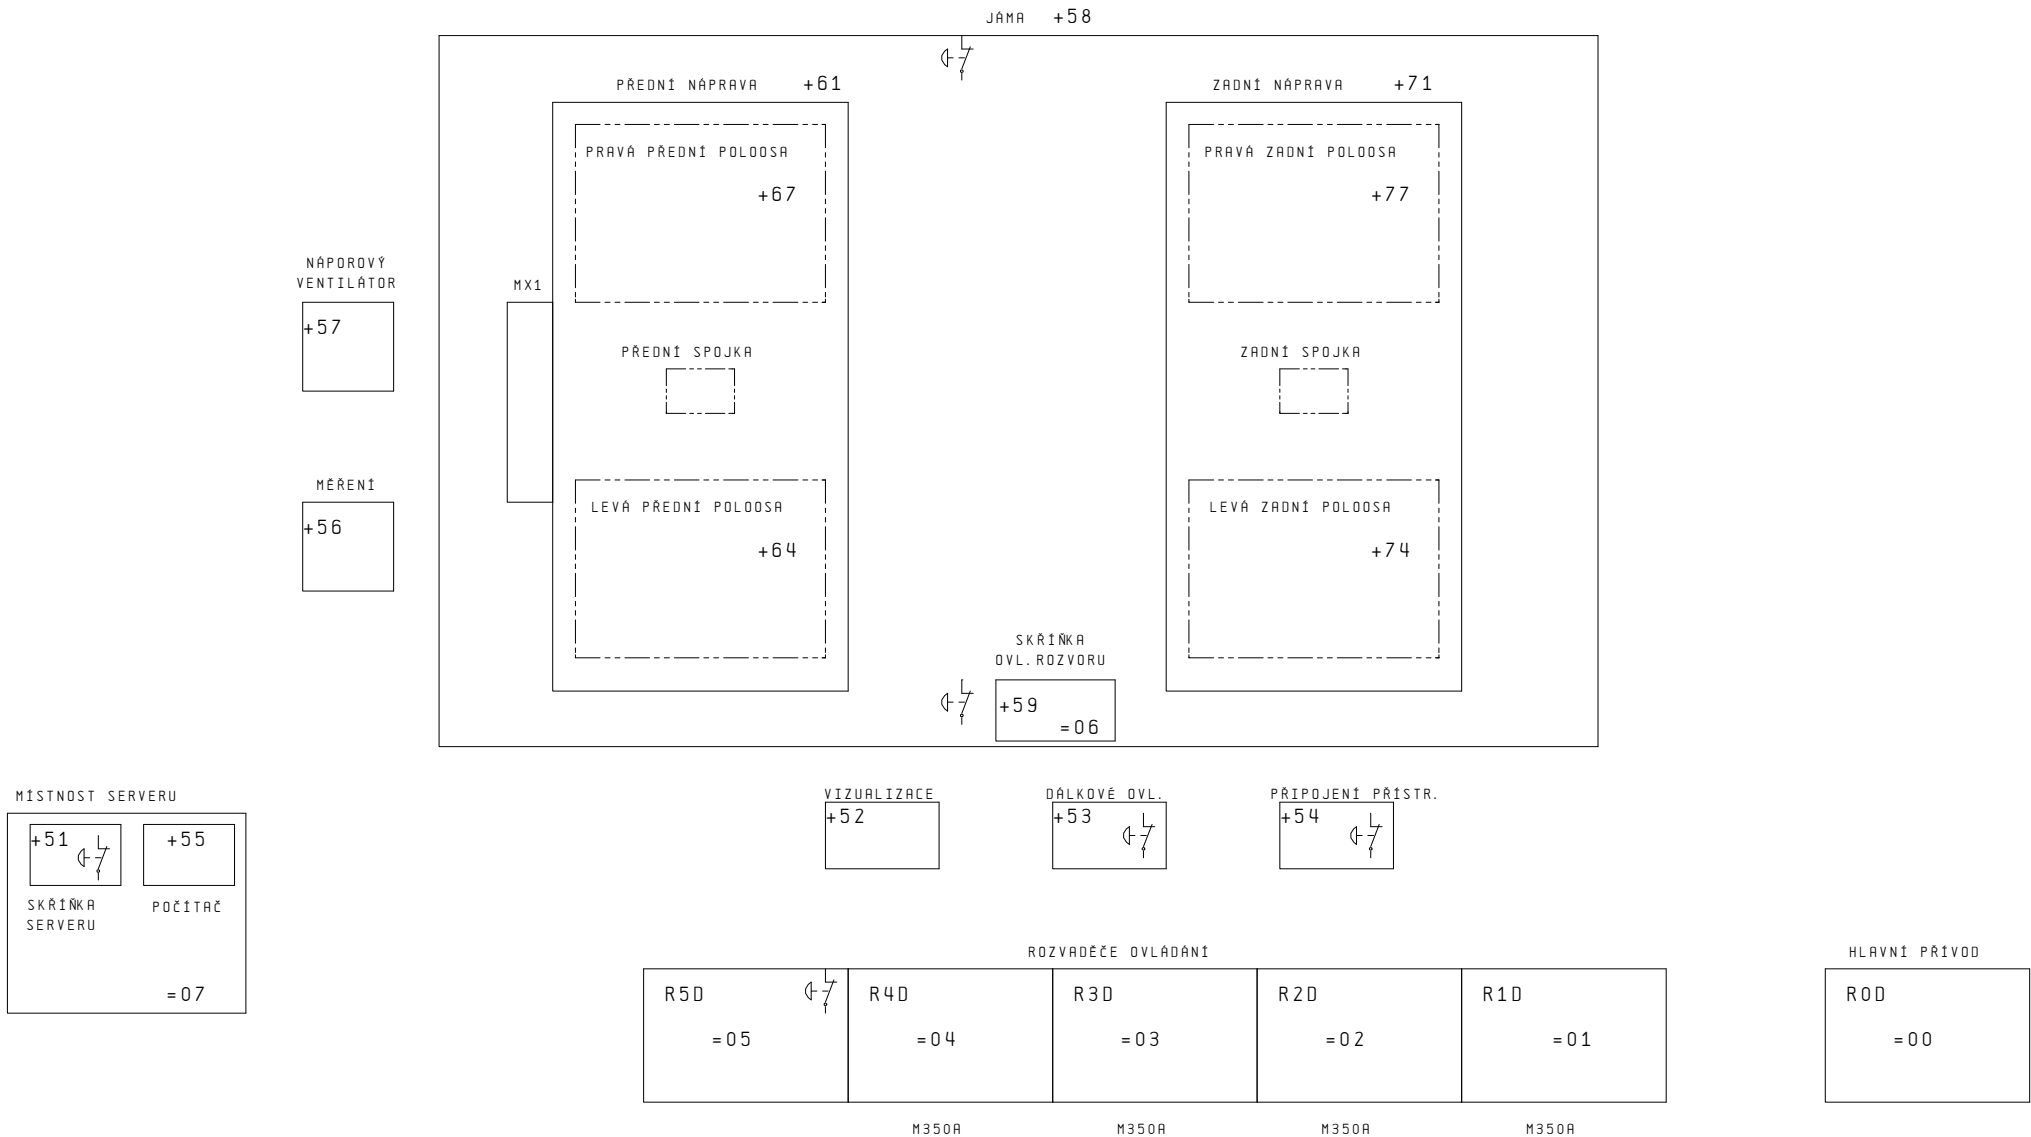 JÁMA +58
PŘEDNÍ NÁPRAVA +61
ZADNÍ NÁPRAVA +71
PRAVÁ PŘEDNÍ POLOOSA
+67
PRAVÁ ZADNÍ POLOOSA
+77
NÁPOROVÝ
VENTILÁTOR
+57
MX1
PŘEDNÍ SPOJKA
ZADNÍ SPOJKA
MĚŘENÍ
+56
LEVÁ PŘEDNÍ POLOOSA
+64
LEVÁ ZADNÍ POLOOSA
+74
SKŘÍŇKA
OVL.ROZVORU
+59
=06
MÍSTNOST SERVERU
+51
+55
SKŘÍŇKA
SERVERU
POČÍTAČ
=07
VIZUALIZACE
+52
DÁLKOVÉ OVL.
+53
PŘIPOJENÍ PŘÍSTR.
+54
ROZVADĚČE OVLÁDÁNÍ
R5D
=05
R4D
=04
R3D
=03
R2D
=02
R1D
=01
M350A
M350A
M350A
M350A
HLAVNÍ PŘÍVOD
R0D
=00